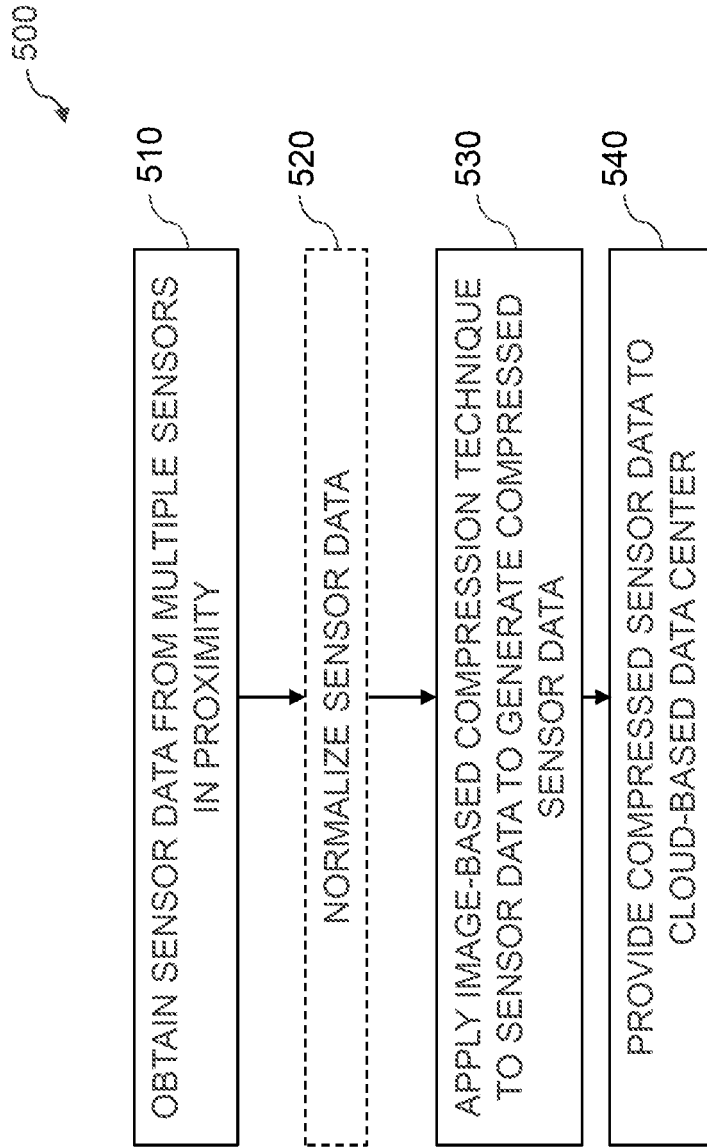 500
510
OBTAIN SENSOR DATA FROM MULTIPLE SENSORS
IN PROXIMITY
520
NORMALIZE SENSOR DATA
530
APPLY IMAGE-BASED COMPRESSION TECHNIQUE
TO SENSOR DATA TO GENERATE COMPRESSED
SENSOR DATA
540
PROVIDE COMPRESSED SENSOR DATA TO
CLOUD-BASED DATA CENTER